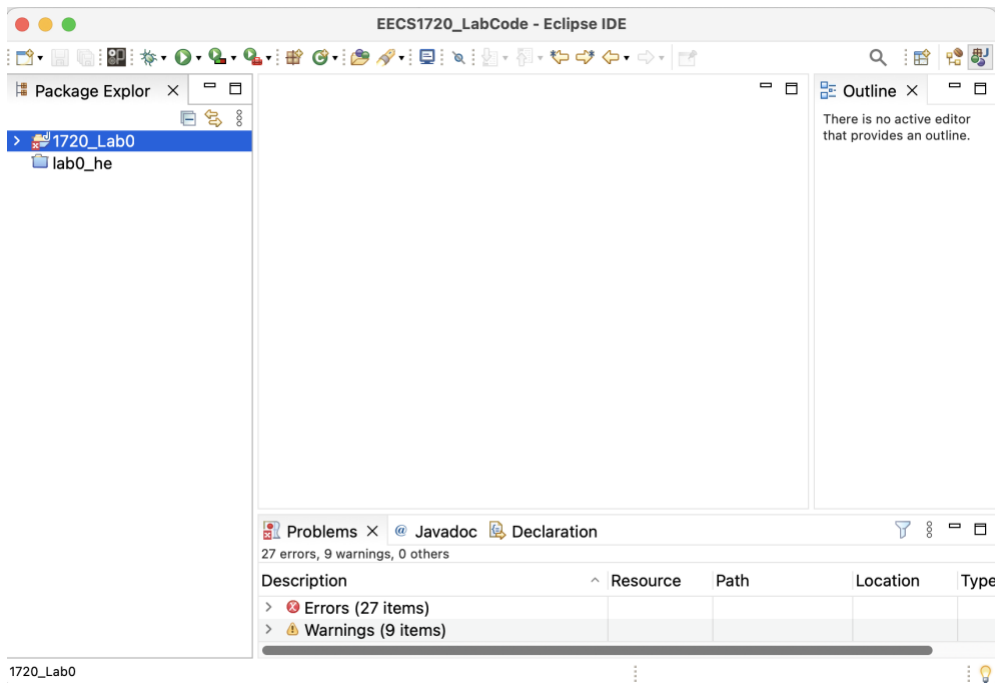 EECS1720_LabCode - Eclipse IDE
Package Explor
Outline
There is no active editor
that provides an outline.
1720_Lab0
lab0_he
Problems @ Javadoc Declaration
27 errors, 9 warnings, 0 others
Description Resource Path Location Type
Errors (27 items)
Warnings (9 items)
1720_Lab0